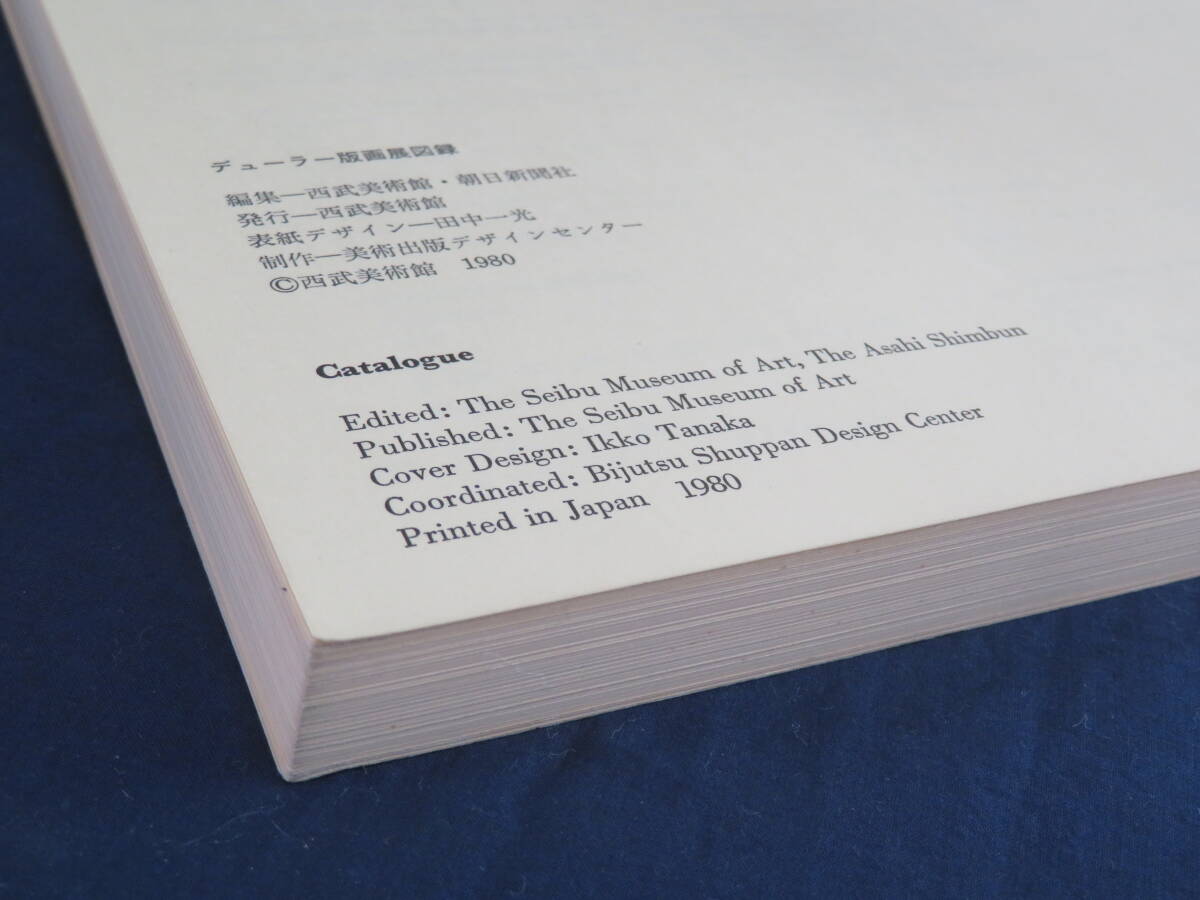 デューラー版画展図録
編集―西武美術館・朝日新聞社
発行―西武美術館
表紙デザイン―田中一光
制作―美術出版デザインセンター
©西武美術館 1980
Catalogue
Edited: The Seibu Museum of Art, The Asahi Shimbun
Published: The Seibu Museum of Art
Cover Design: Ikko Tanaka
Coordinated: Bijutsu Shuppan Design Center
Printed in Japan 1980